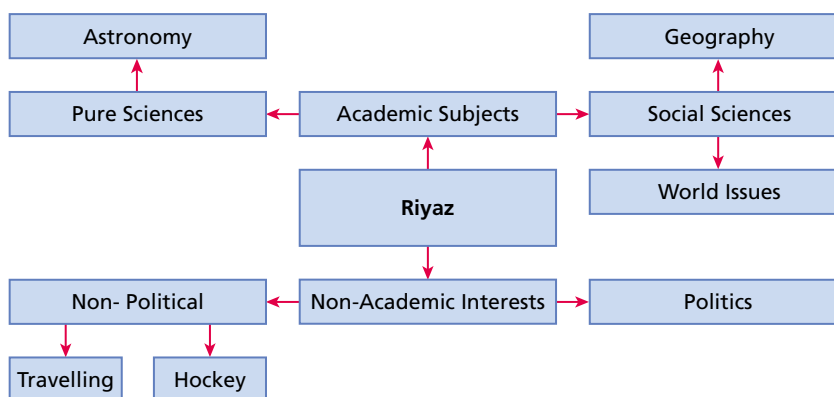 Astronomy
Geography
Pure Sciences
Academic Subjects
Social Sciences
Riyaz
World Issues
Non- Political
Non-Academic Interests
Politics
Travelling
Hockey